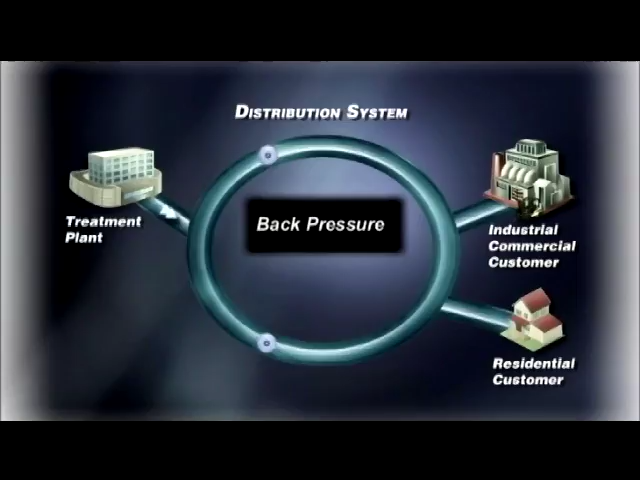 DISTRIBUTION SYSTEM
Back Pressure
Treatment
Plant
Industrial
Commercial
Customer
Residential
Customer